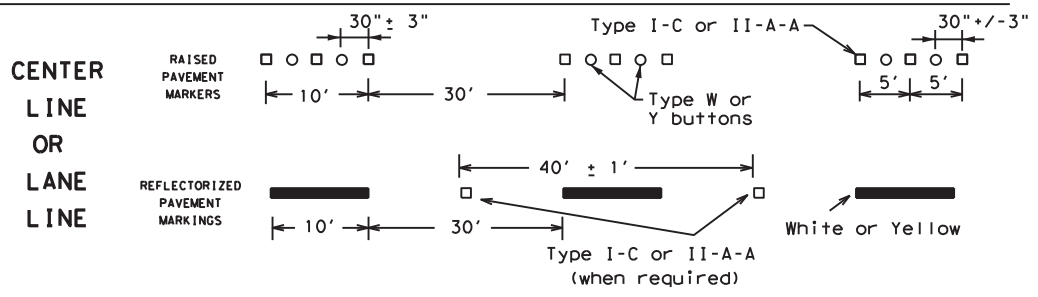 CENTER
LINE
OR
LANE
LINE
RAISED
PAVEMENT
MARKERS
30" ± 3"
10'
30'
Type I-C or II-A-A
30"+/-3"
5'
5'
Type W or
Y buttons
REFLECTORIZED
PAVEMENT
MARKINGS
40' ± 1'
10'
30'
Type I-C or II-A-A
(when required)
White or Yellow